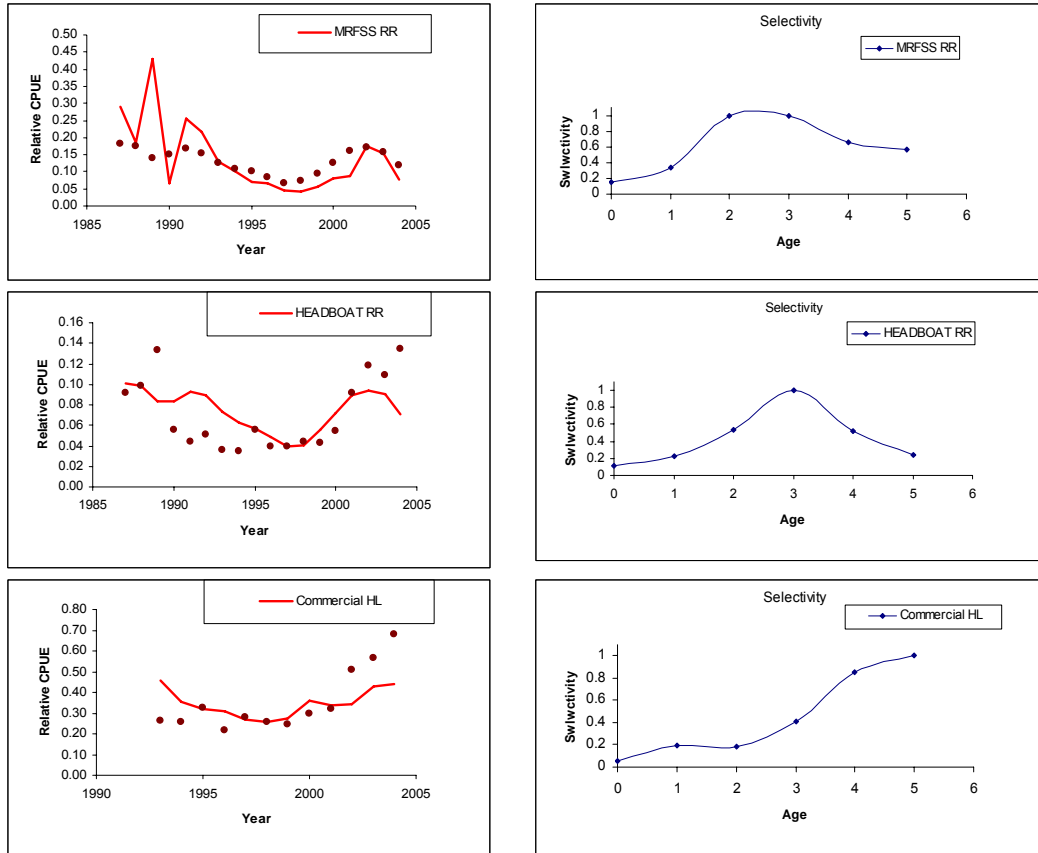 MRFSS RR
0.50
0.45
0.40
0.35
0.30
0.25
0.20
0.15
0.10
0.05
0.00
Relative CPUE
1985 1990 1995 2000 2005
Year
Selectivity
MRFSS RR
1
0.8
0.6
0.4
0.2
0
Swlwctivity
0 1 2 3 4 5 6
Age
HEADBOAT RR
0.16
0.14
0.12
0.10
0.08
0.06
0.04
0.02
0.00
Relative CPUE
1985 1990 1995 2000 2005
Year
Selectivity
HEADBOAT RR
1
0.8
0.6
0.4
0.2
0
Swlwctivity
0 1 2 3 4 5 6
Age
Commercial HL
0.80
0.70
0.60
0.50
0.40
0.30
0.20
0.10
0.00
Relative CPUE
1990 1995 2000 2005
Year
Selectivity
Commercial HL
1
0.8
0.6
0.4
0.2
0
Swlwctivity
0 1 2 3 4 5 6
Age